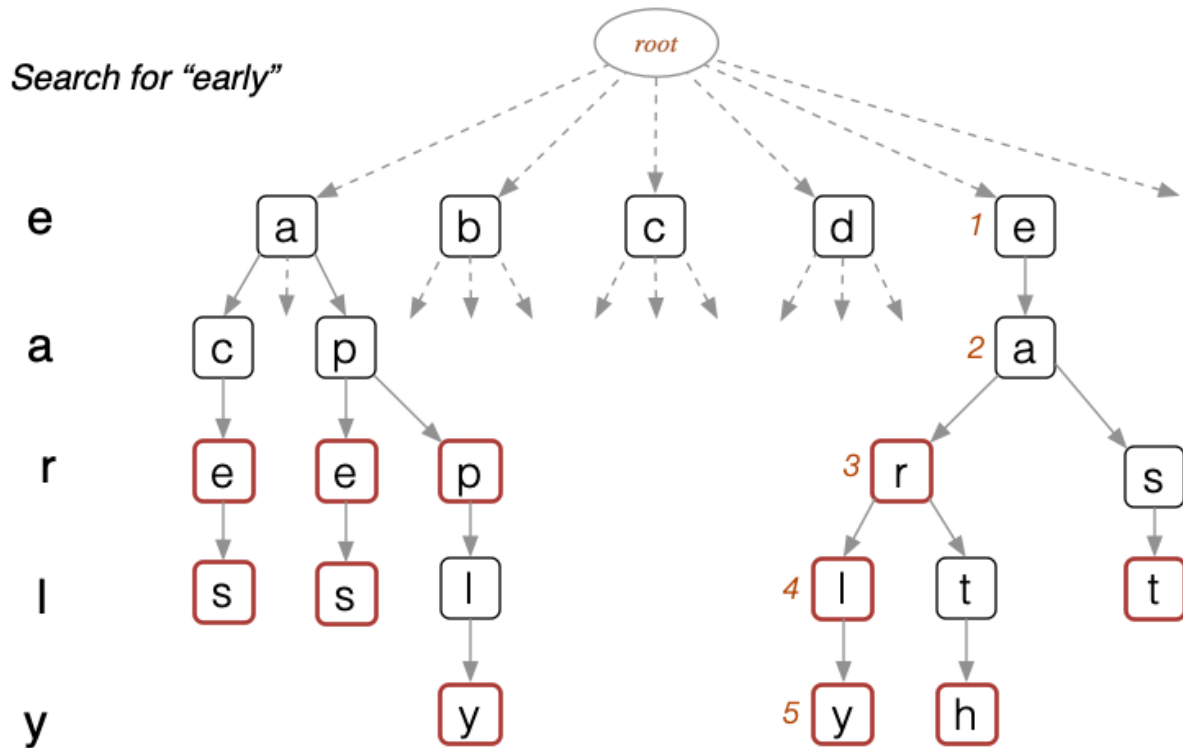 root
Search for “early”
e a b c d 1 e
a c p 2 a
r e e p 3 r s
l s s l 4 l t t
y y 5 y h